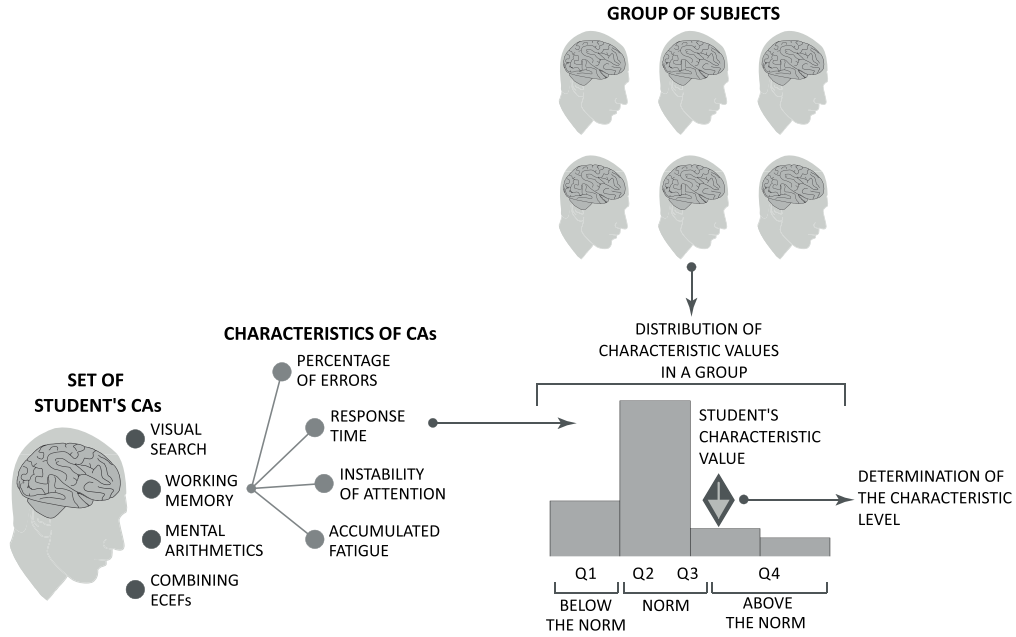 GROUP OF SUBJECTS
DISTRIBUTION OF
CHARACTERISTIC VALUES
IN A GROUP
CHARACTERISTICS OF CAs
PERCENTAGE
OF ERRORS
RESPONSE
TIME
INSTABILITY
OF ATTENTION
ACCUMULATED
FATIGUE
SET OF
STUDENT'S CAs
VISUAL
SEARCH
WORKING
MEMORY
MENTAL
ARITHMETICS
COMBINING
ECEFs
STUDENT'S
CHARACTERISTIC
VALUE
DETERMINATION OF
THE CHARACTERISTIC
LEVEL
Q1 Q2 Q3 Q4
BELOW
THE NORM
NORM
ABOVE
THE NORM